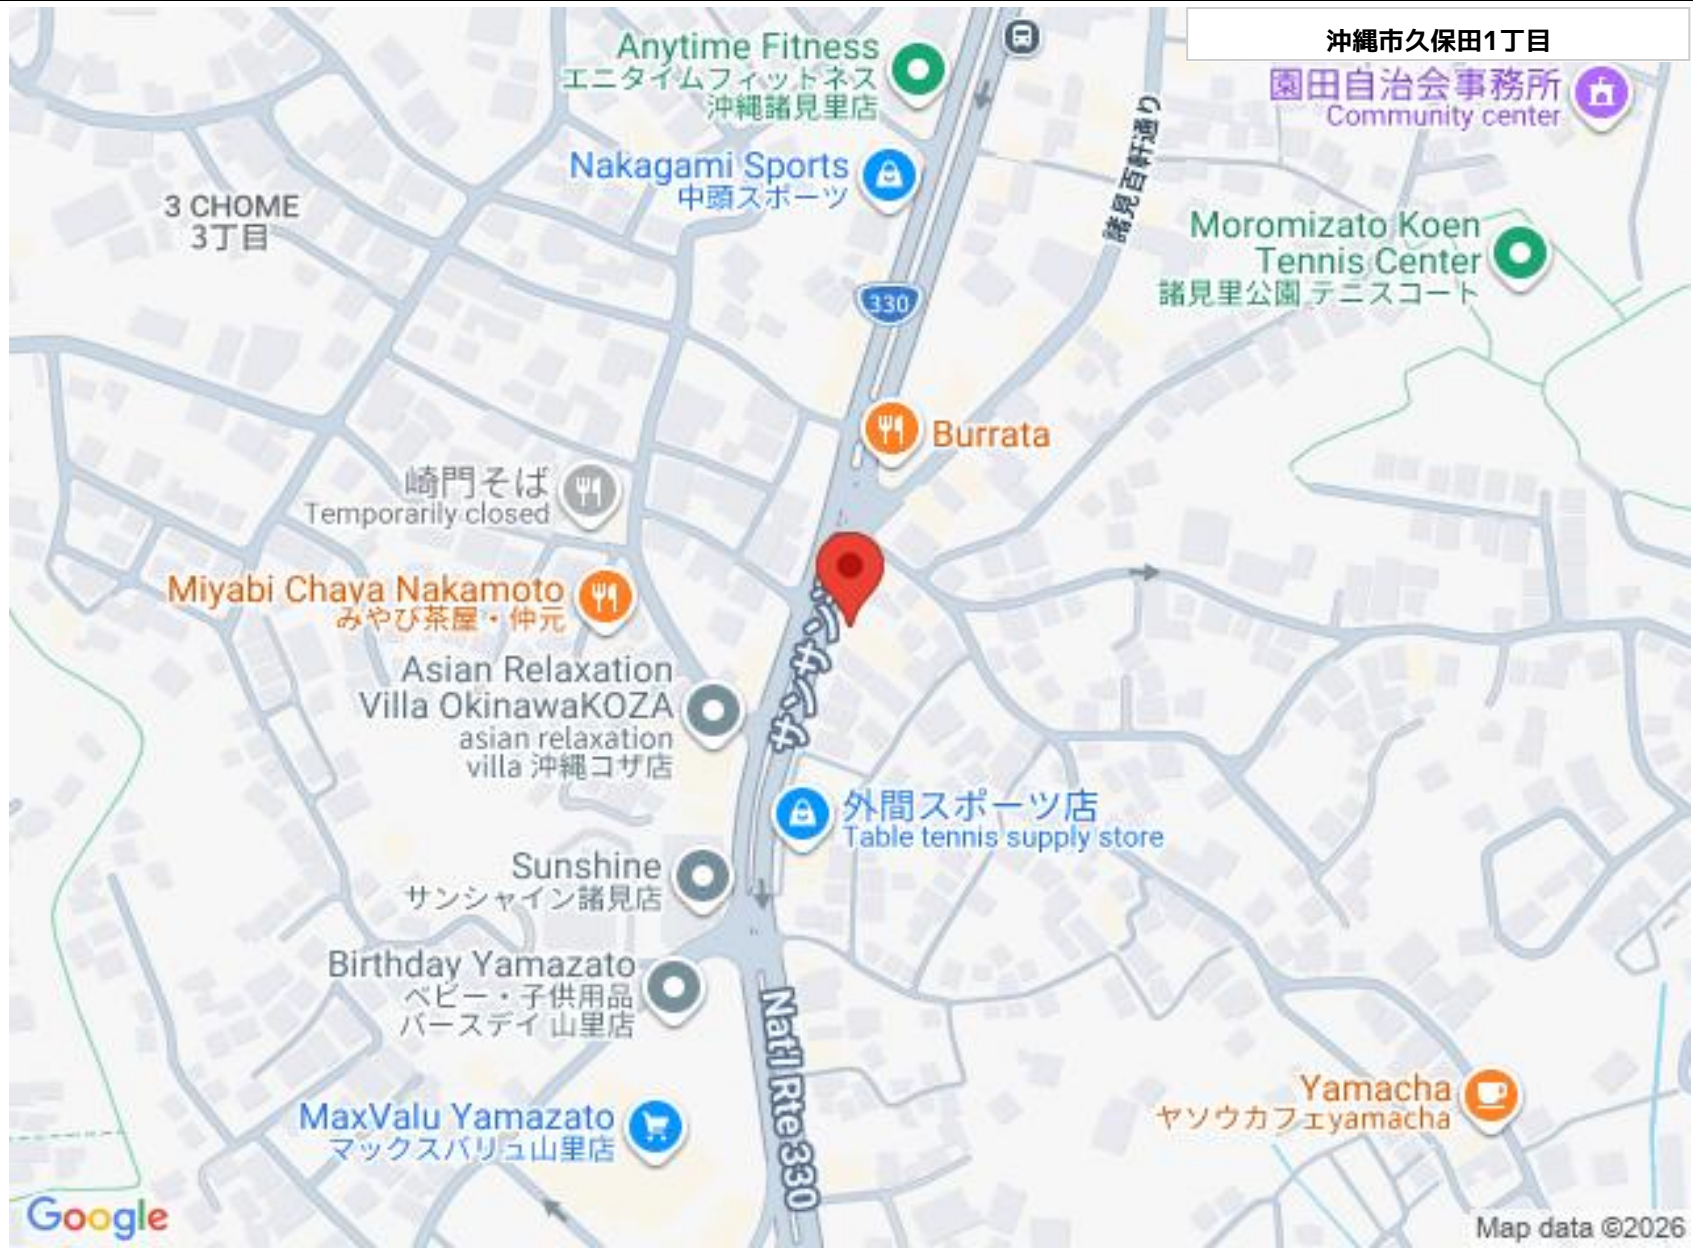 沖縄市久保田1丁目
Anytime Fitness
エニタイムフィットネス
沖縄諸見里店
園田自治会事務所
Community center
Nakagami Sports
中頭スポーツ
諸見百軒通り
3 CHOME
3丁目
Moromizato Koen
Tennis Center
諸見里公園 テニスコート
330
Burrata
崎門そば
Temporarily closed
Miyabi Chaya Nakamoto
みやび茶屋・仲元
サンサン
Asian Relaxation
Villa OkinawaKOZA
asian relaxation
villa 沖縄コザ店
外間スポーツ店
Table tennis supply store
Sunshine
サンシャイン諸見店
Birthday Yamazato
ベビー・子供用品
バースデイ 山里店
Nat'l Rte 330
Yamacha
ヤソウカフェyamacha
MaxValu Yamazato
マックスバリュ山里店
Google
Map data ©2026